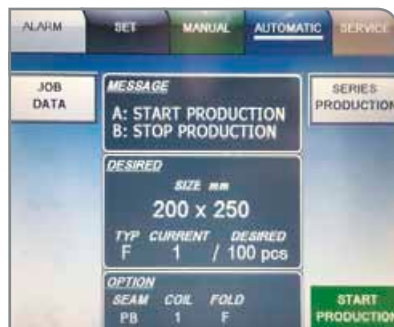 ALARM SET MANUAL AUTOMATIC SERVICE
JOB DATA
MESSAGE
A: START PRODUCTION
B: STOP PRODUCTION
SERIES PRODUCTION
DESIRED
SIZE mm
200 x 250
TYP CURRENT DESIRED
F 1 / 100 pcs
OPTION
SEAM COIL FOLD
PB 1 F
START PRODUCTION